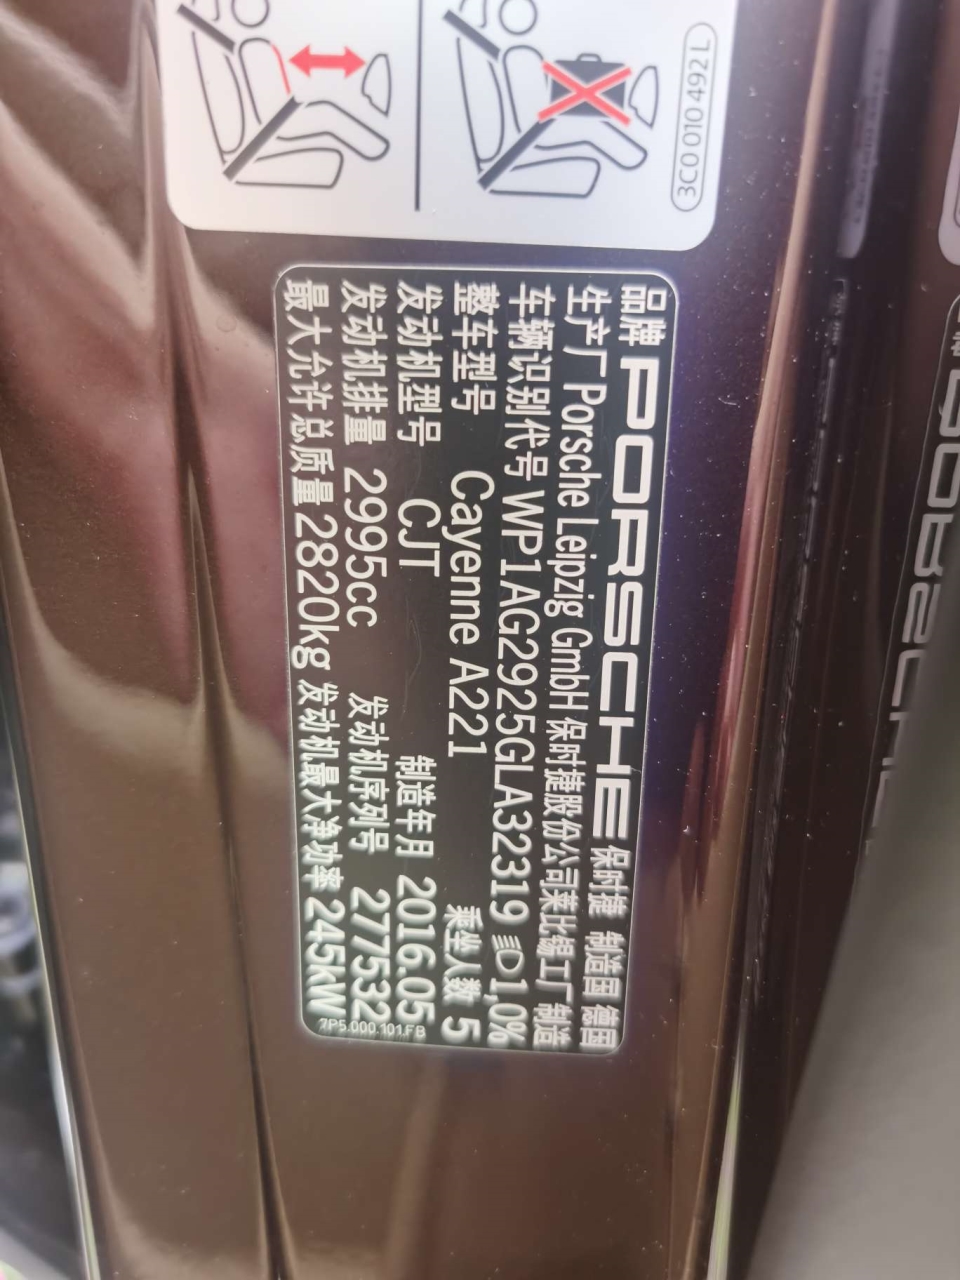 3C0 010 492 L
品牌 PORSCHE 保时捷 制造国 德国
生产厂 Porsche Leipzig GmbH 保时捷股份公司莱比锡工厂 制造
车辆识别代号 WP1AG2925GLA32319 1,0%
整车型号 Cayenne A221 乘坐人数 5
发动机型号 CJT 制造年月 2016.05
发动机排量 2995cc 发动机序列号 277532
最大允许总质量 2820kg 发动机最大净功率 245kW
7P5.000.101.FB